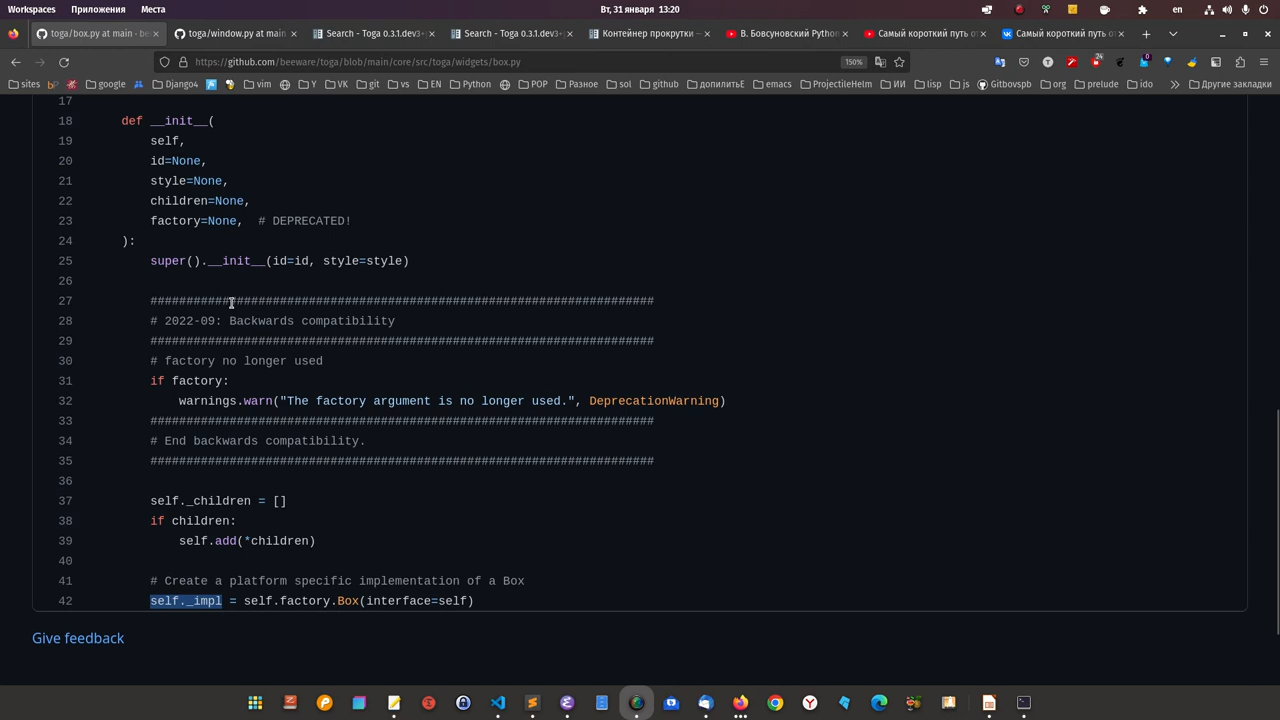 Workspaces Приложения Места Вт, 31 января 13:20 en
toga/box.py at main · be toga/window.py at main Search - Toga 0.3.1.dev3+ Search - Toga 0.3.1.dev3+ Контейнер прокрутки — В. Бовсуновский Python Самый короткий путь от Самый короткий путь от
https://github.com/beeware/toga/blob/main/core/src/toga/widgets/box.py 150% 24
sites google Django4 vim Y VK git vs EN Python POP Разное sol github допилитьЕ emacs ProjectileHelm ИИ lisp js Gitbovspb org prelude ido Другие закладки
17
18 def __init__(
19 self,
20 id=None,
21 style=None,
22 children=None,
23 factory=None, # DEPRECATED!
24 ):
25 super().__init__(id=id, style=style)
26
27 ######################################################################
28 # 2022-09: Backwards compatibility
29 ######################################################################
30 # factory no longer used
31 if factory:
32 warnings.warn("The factory argument is no longer used.", DeprecationWarning)
33 ######################################################################
34 # End backwards compatibility.
35 ######################################################################
36
37 self._children = []
38 if children:
39 self.add(*children)
40
41 # Create a platform specific implementation of a Box
42 self._impl = self.factory.Box(interface=self)
Give feedback